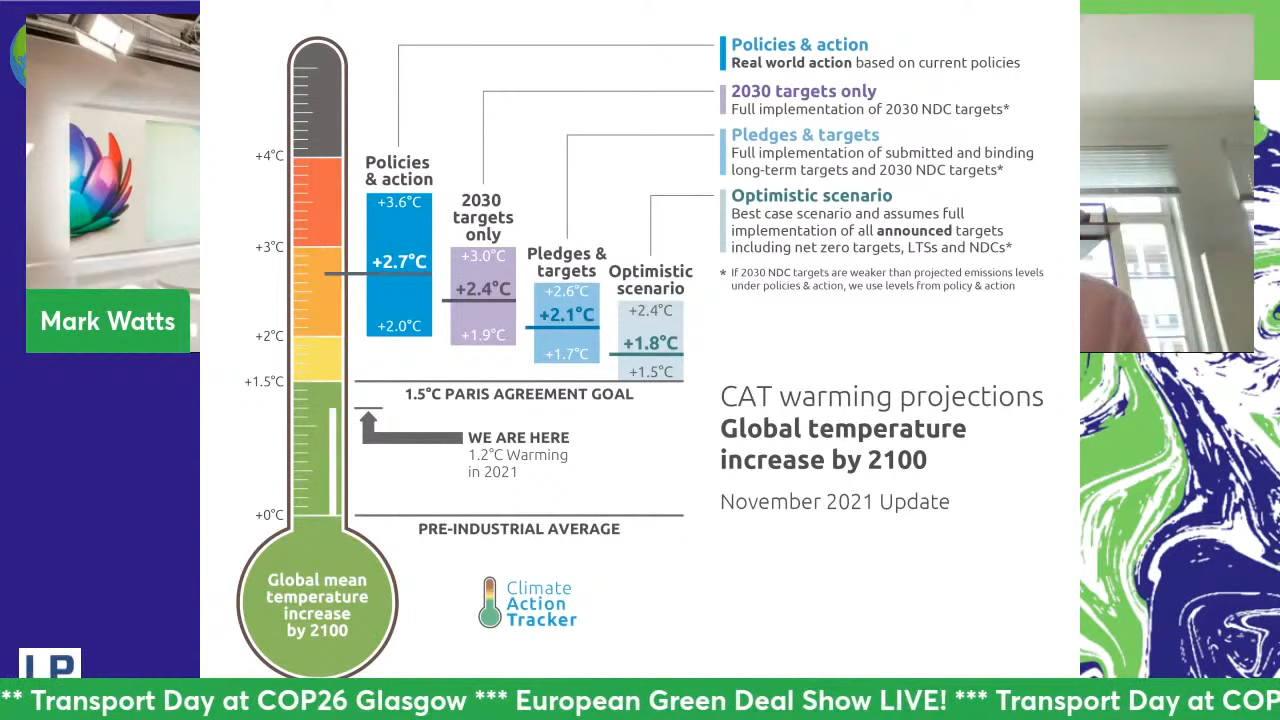 Policies & action
Real world action based on current policies
2030 targets only
Full implementation of 2030 NDC targets*
Pledges & targets
Full implementation of submitted and binding
long-term targets and 2030 NDC targets*
Optimistic scenario
Best case scenario and assumes full
implementation of all announced targets
including net zero targets, LTSs and NDCs*
* If 2030 NDC targets are weaker than projected emissions levels
under policies & action, we use levels from policy & action
+4°C
+3°C
+2°C
+1.5°C
+0°C
Policies
& action
+3.6°C
+2.7°C
+2.0°C
2030
targets
only
+3.0°C
+2.4°C
+1.9°C
Pledges &
targets
+2.6°C
+2.1°C
+1.7°C
Optimistic
scenario
+2.4°C
+1.8°C
+1.5°C
1.5°C PARIS AGREEMENT GOAL
WE ARE HERE
1.2°C Warming
in 2021
PRE-INDUSTRIAL AVERAGE
Global mean
temperature
increase
by 2100
Climate
Action
Tracker
CAT warming projections
Global temperature
increase by 2100
November 2021 Update
Mark Watts
LP
** Transport Day at COP26 Glasgow *** European Green Deal Show LIVE! *** Transport Day at COP